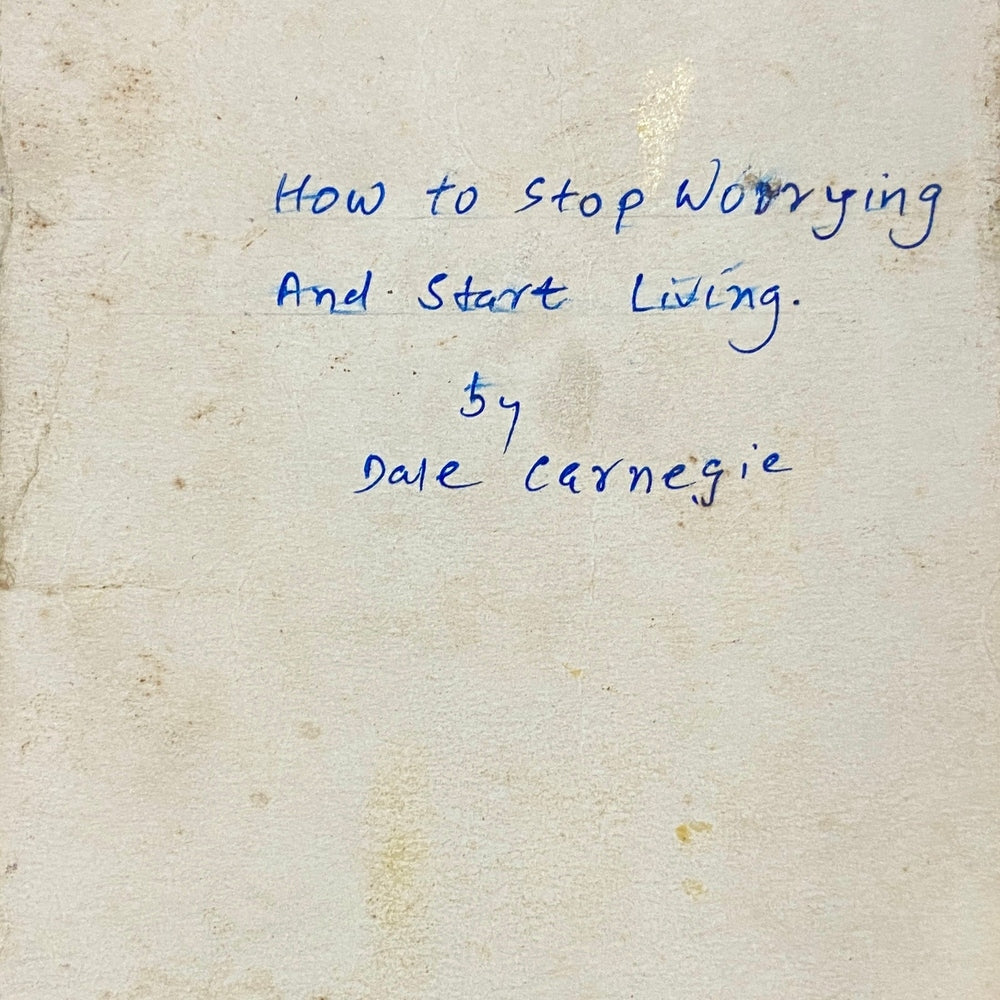 How to Stop Worrying
And Start Living.
by
Dale Carnegie